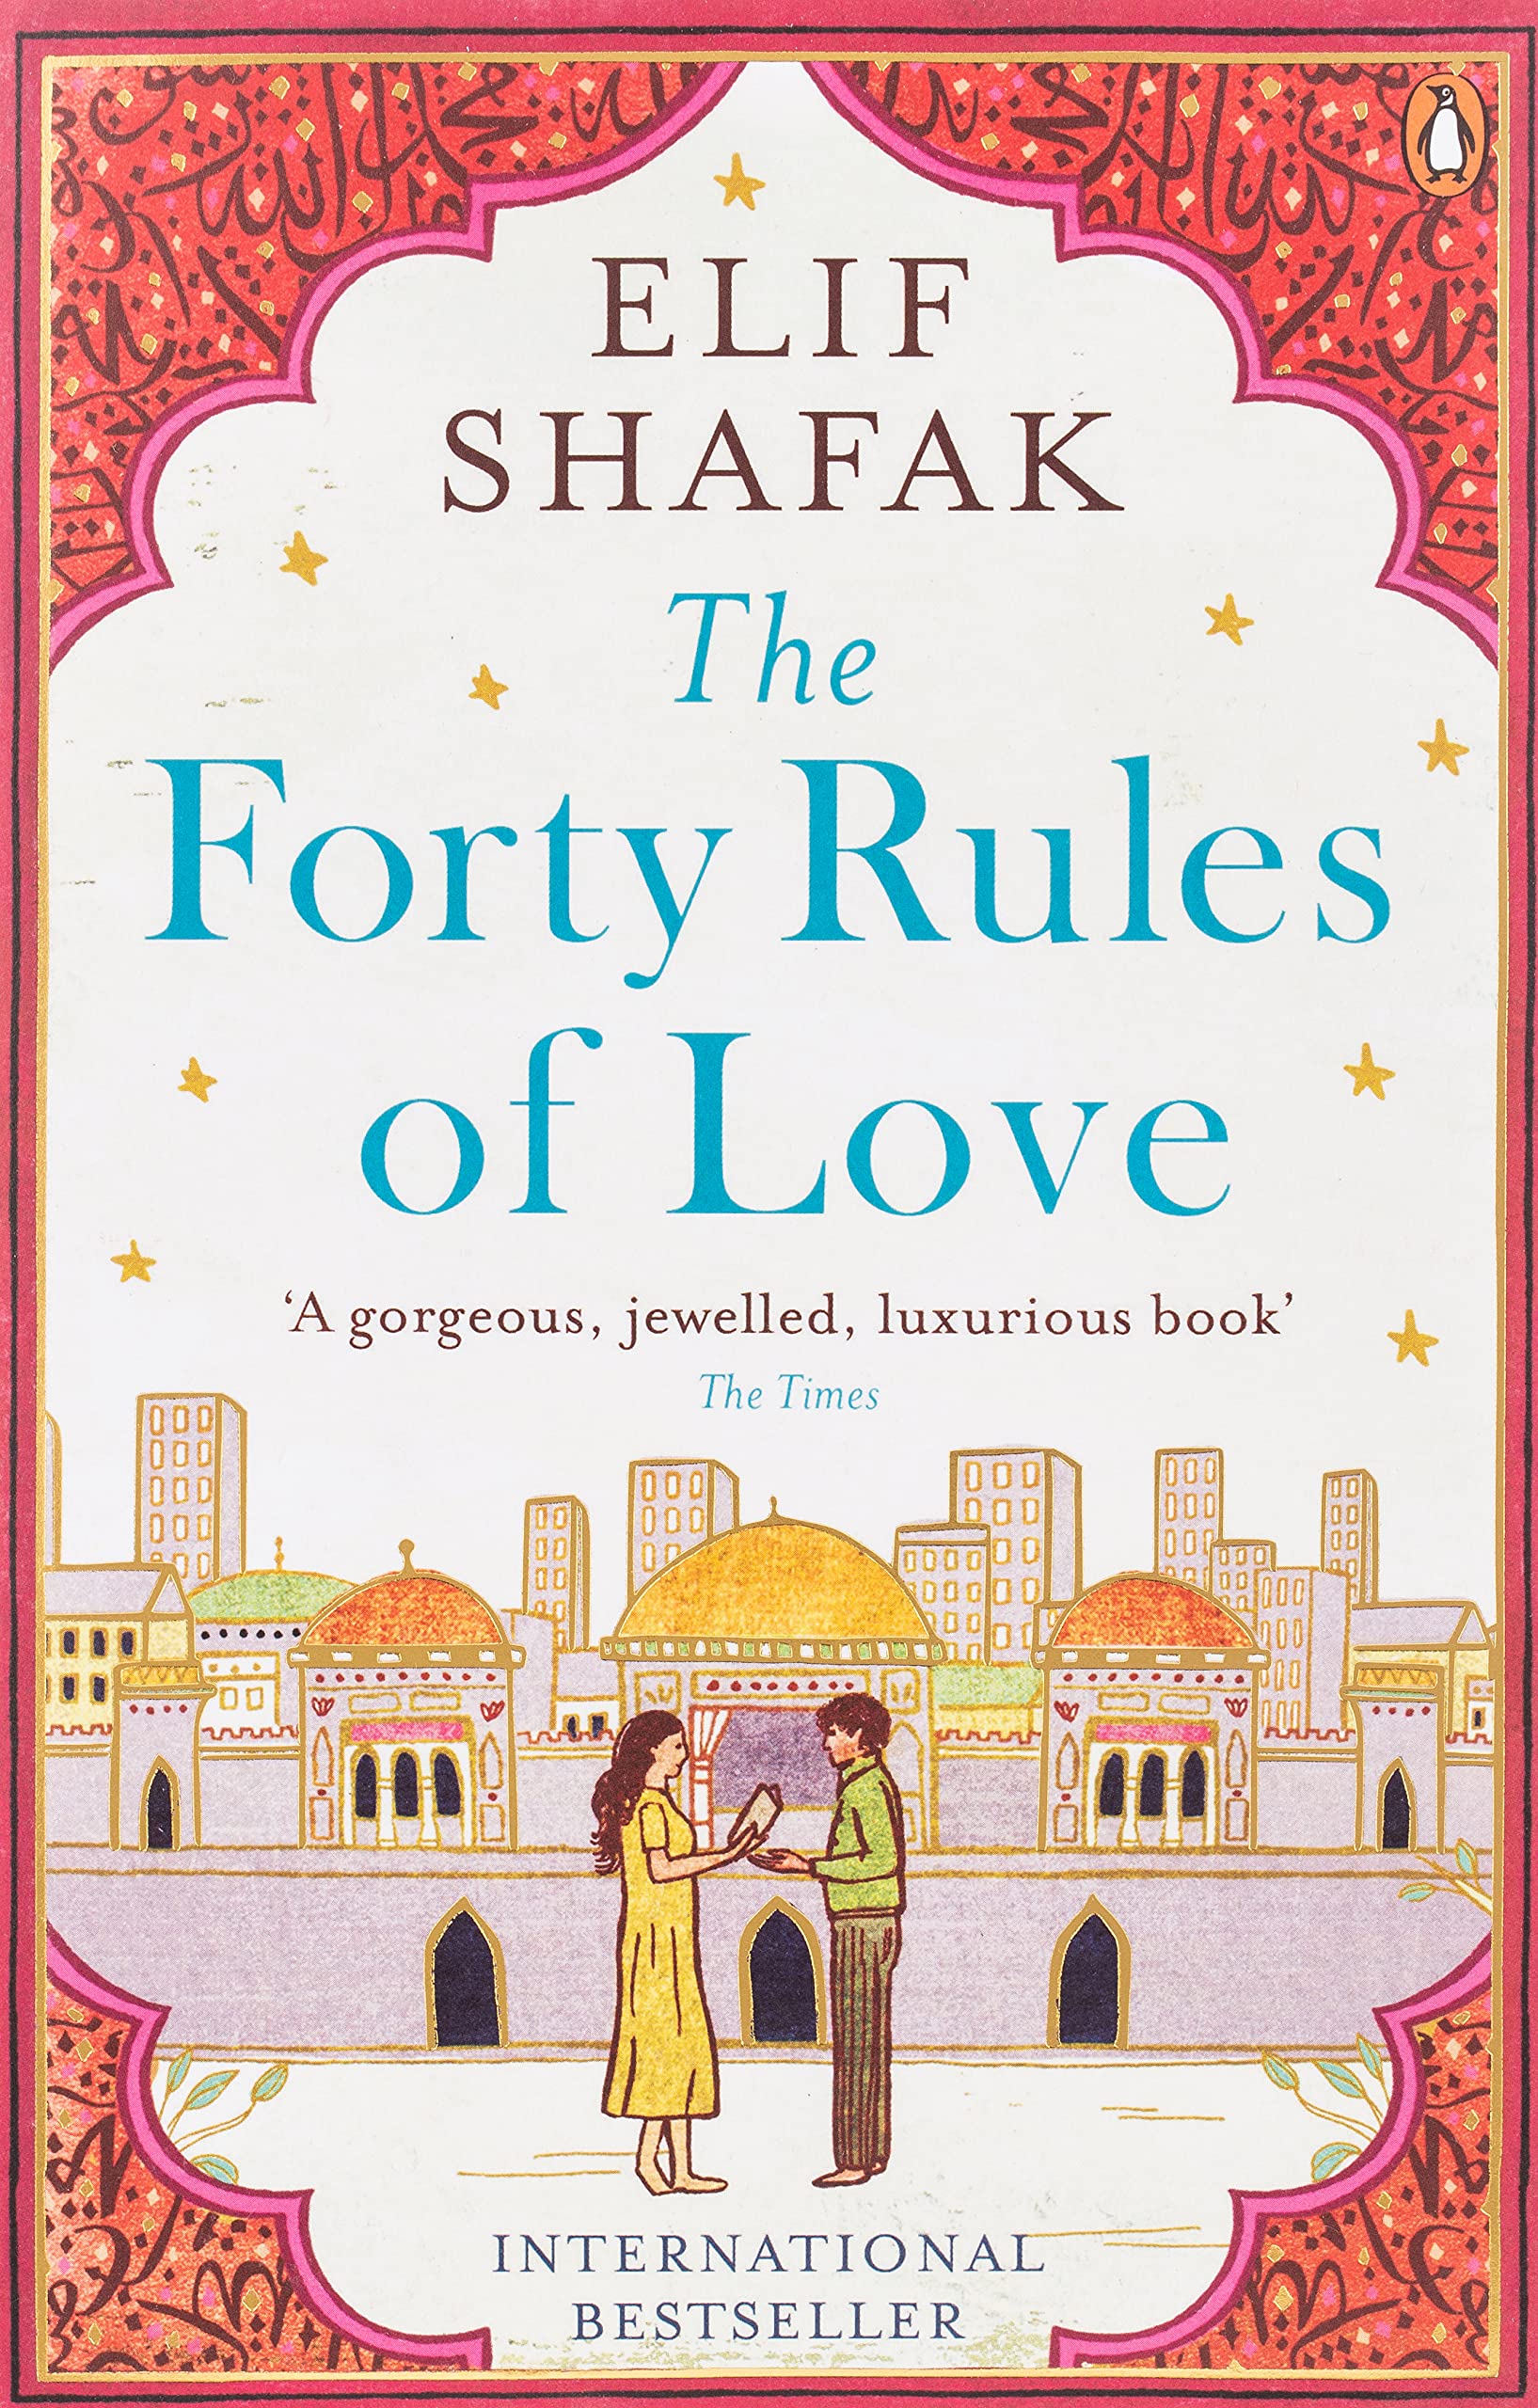 ELIF
SHAFAK
The
Forty Rules
of Love
‘A gorgeous, jewelled, luxurious book’
The Times
INTERNATIONAL
BESTSELLER